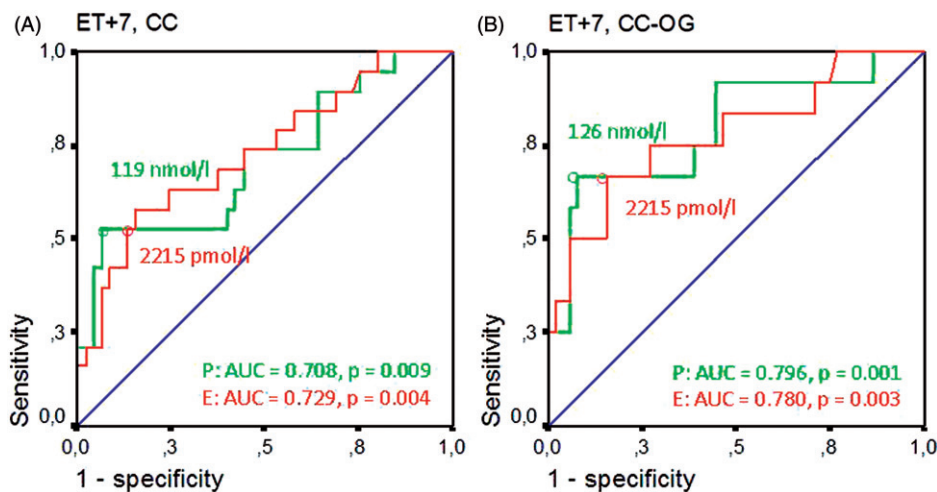 (A)
ET+7, CC
1,0
,8
,5
,3
0,0
Sensitivity
119 nmol/l
2215 pmol/l
P: AUC = 0.708, p = 0.009
E: AUC = 0.729, p = 0.004
0,0 ,3 ,5 ,8 1,0
1 - specificity
(B)
ET+7, CC-OG
1,0
,8
,5
,3
0,0
Sensitivity
126 nmol/l
2215 pmol/l
P: AUC = 0.796, p = 0.001
E: AUC = 0.780, p = 0.003
0,0 ,3 ,5 ,8 1,0
1 - specificity